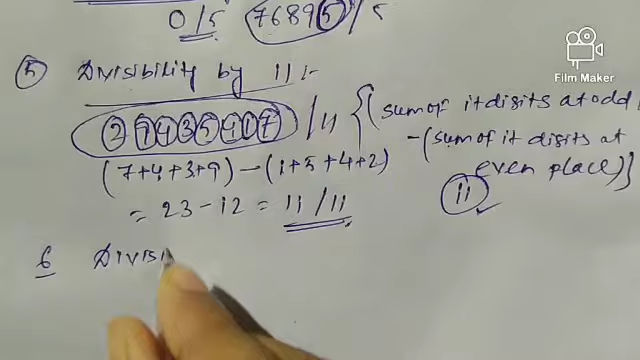 0/5 76895/5
5 Divisibility by 11 :-
/11 { (sum of it digits at odd)
- (sum of it digits at
(7+4+3+9) - (1+5+4+2)
even place) }
= 23 - 12 = 11/11
11
6 Divisi
Film Maker